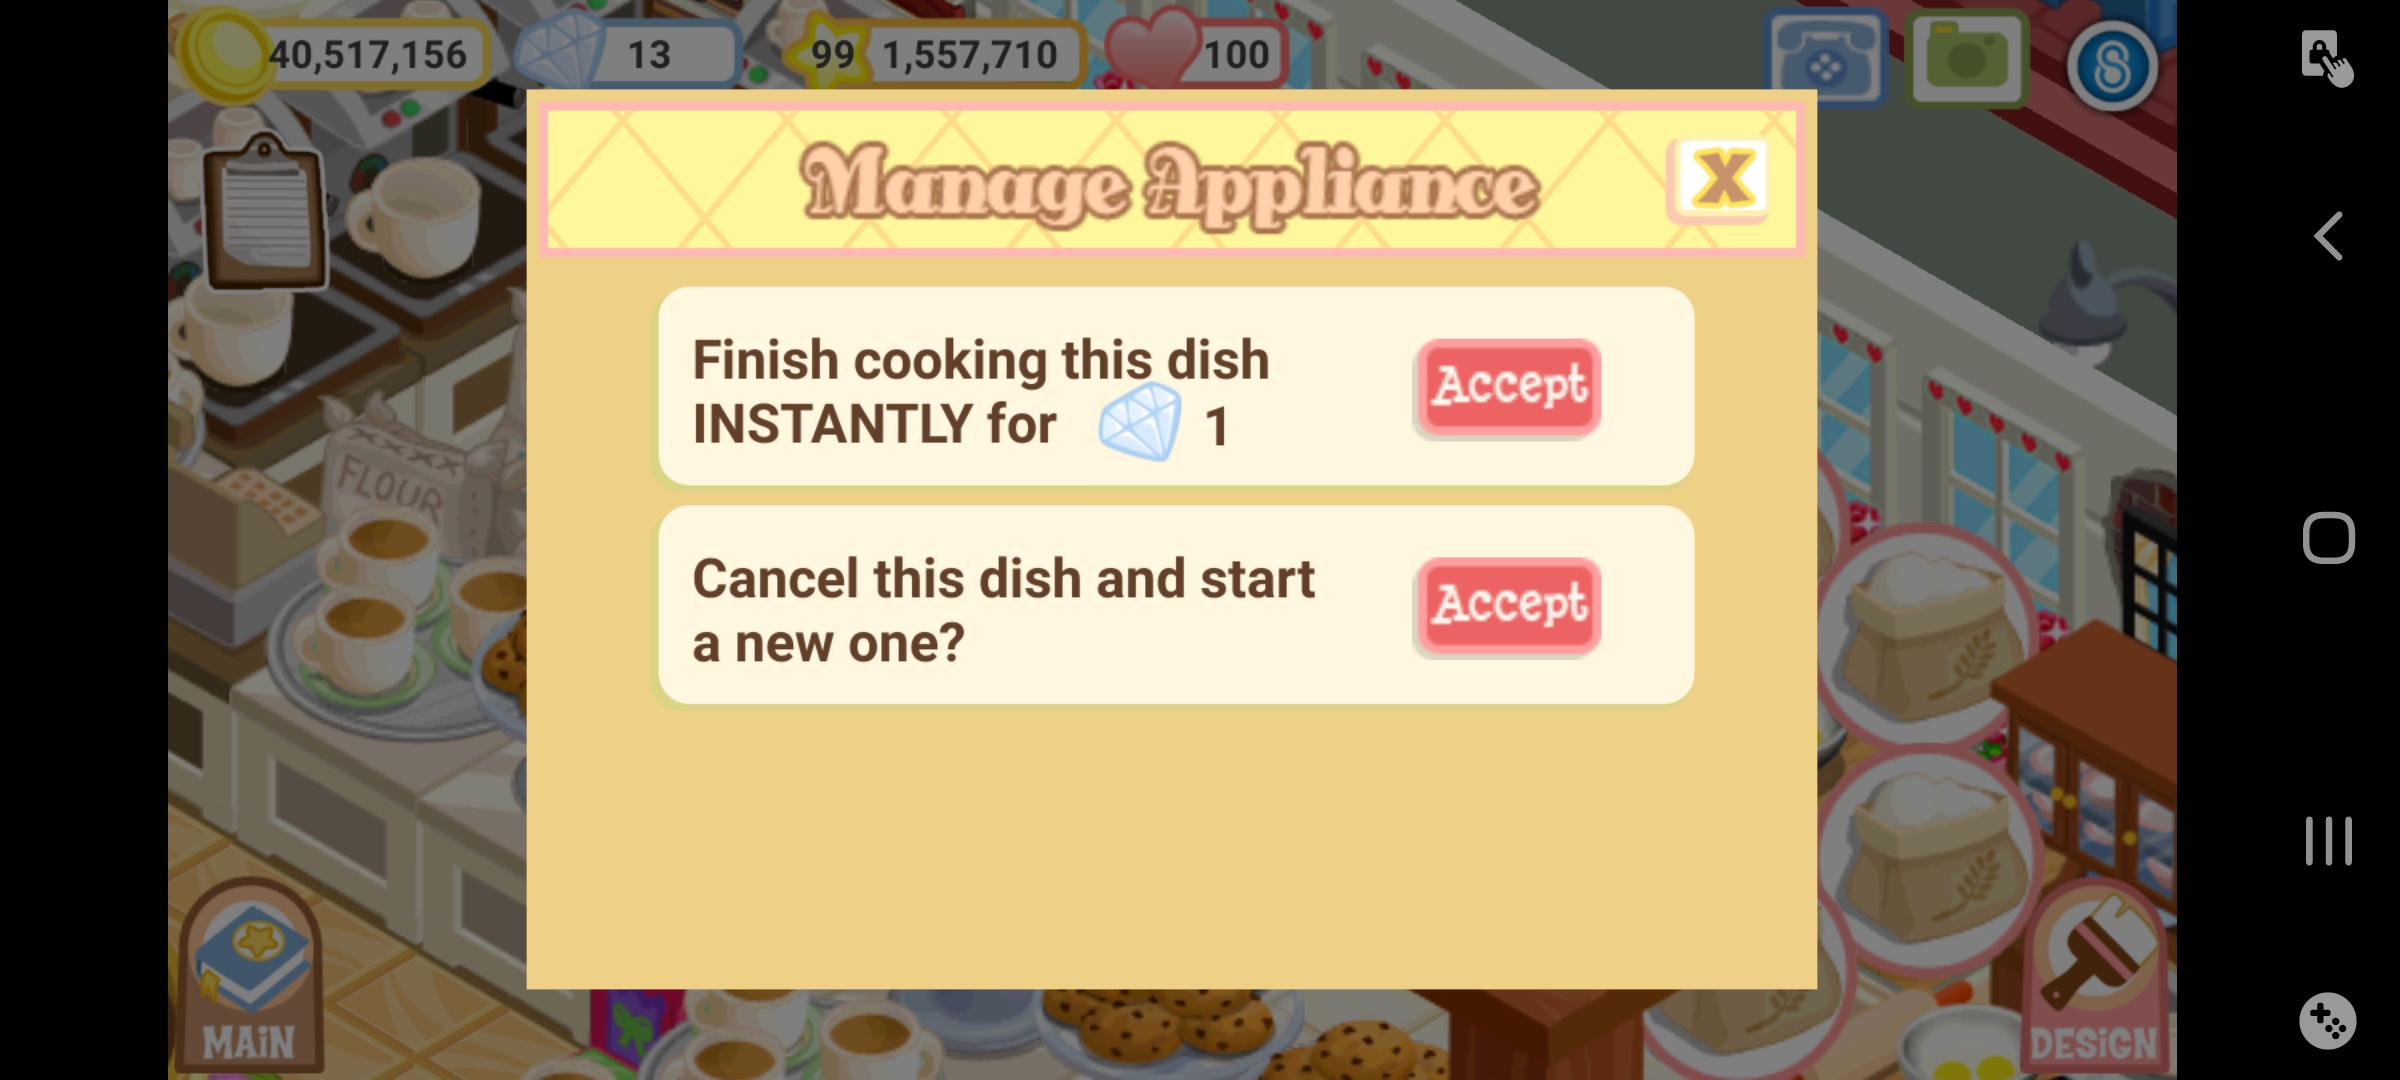 40,517,156
13
99 1,557,710
100
Manage Appliance
X
Finish cooking this dish
INSTANTLY for 1
Accept
Cancel this dish and start
a new one?
Accept
XXXX
FLOUR
MAiN
DESiGN